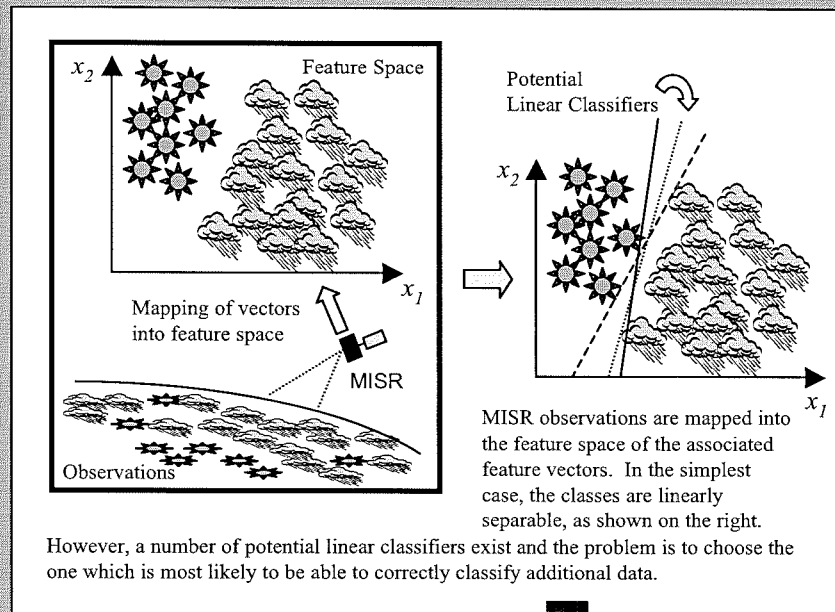 x2
Feature Space
x1
Mapping of vectors
into feature space
MISR
Observations
Potential
Linear Classifiers
x2
x1
MISR observations are mapped into
the feature space of the associated
feature vectors. In the simplest
case, the classes are linearly
separable, as shown on the right.
However, a number of potential linear classifiers exist and the problem is to choose the
one which is most likely to be able to correctly classify additional data.